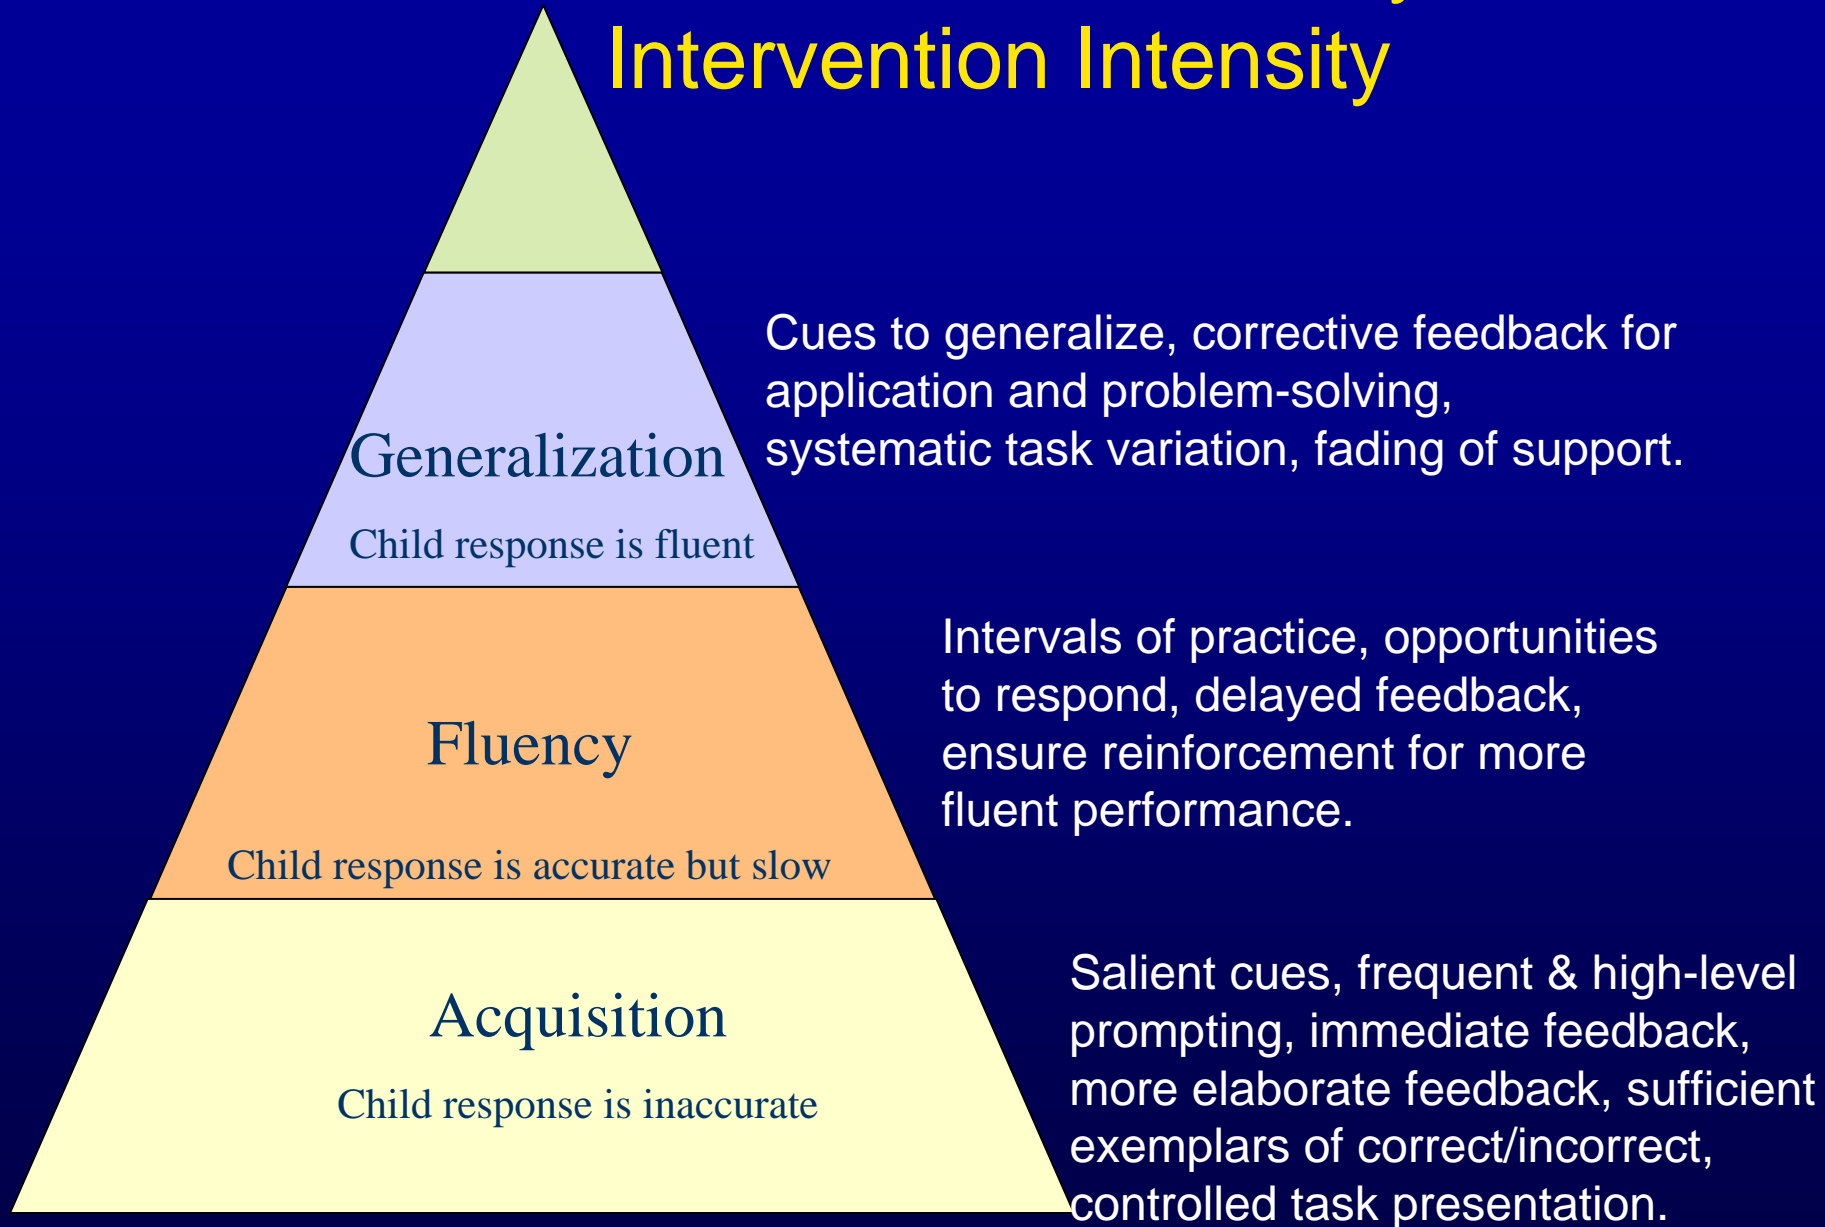 Intervention Intensity
Cues to generalize, corrective feedback for
application and problem-solving,
systematic task variation, fading of support.
Generalization
Child response is fluent
Intervals of practice, opportunities
to respond, delayed feedback,
ensure reinforcement for more
fluent performance.
Fluency
Child response is accurate but slow
Salient cues, frequent & high-level
prompting, immediate feedback,
more elaborate feedback, sufficient
exemplars of correct/incorrect,
controlled task presentation.
Acquisition
Child response is inaccurate